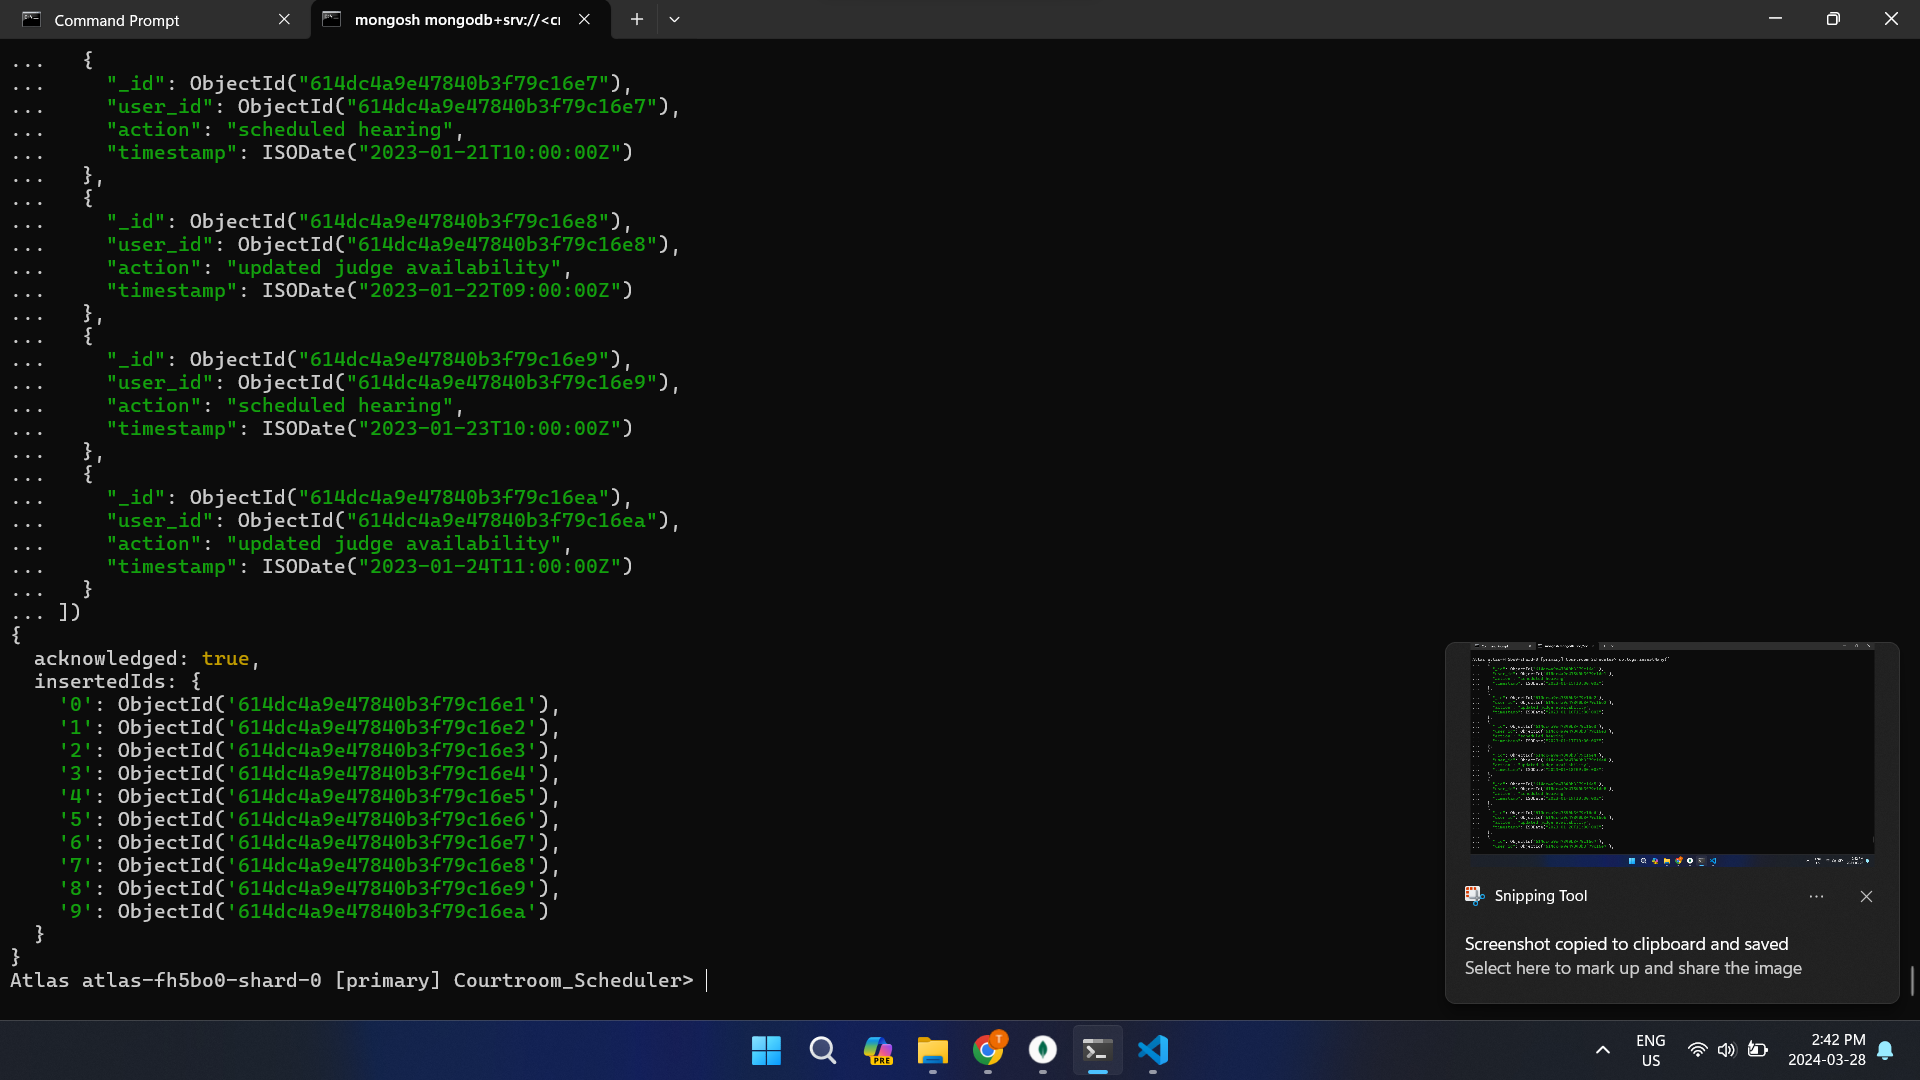 Command Prompt
mongosh mongodb+srv://<cr
...   {
...     "_id": ObjectId("614dc4a9e47840b3f79c16e7"),
...     "user_id": ObjectId("614dc4a9e47840b3f79c16e7"),
...     "action": "scheduled hearing",
...     "timestamp": ISODate("2023-01-21T10:00:00Z")
...   },
...   {
...     "_id": ObjectId("614dc4a9e47840b3f79c16e8"),
...     "user_id": ObjectId("614dc4a9e47840b3f79c16e8"),
...     "action": "updated judge availability",
...     "timestamp": ISODate("2023-01-22T09:00:00Z")
...   },
...   {
...     "_id": ObjectId("614dc4a9e47840b3f79c16e9"),
...     "user_id": ObjectId("614dc4a9e47840b3f79c16e9"),
...     "action": "scheduled hearing",
...     "timestamp": ISODate("2023-01-23T10:00:00Z")
...   },
...   {
...     "_id": ObjectId("614dc4a9e47840b3f79c16ea"),
...     "user_id": ObjectId("614dc4a9e47840b3f79c16ea"),
...     "action": "updated judge availability",
...     "timestamp": ISODate("2023-01-24T11:00:00Z")
...   }
... ])
{
  acknowledged: true,
  insertedIds: {
    '0': ObjectId('614dc4a9e47840b3f79c16e1'),
    '1': ObjectId('614dc4a9e47840b3f79c16e2'),
    '2': ObjectId('614dc4a9e47840b3f79c16e3'),
    '3': ObjectId('614dc4a9e47840b3f79c16e4'),
    '4': ObjectId('614dc4a9e47840b3f79c16e5'),
    '5': ObjectId('614dc4a9e47840b3f79c16e6'),
    '6': ObjectId('614dc4a9e47840b3f79c16e7'),
    '7': ObjectId('614dc4a9e47840b3f79c16e8'),
    '8': ObjectId('614dc4a9e47840b3f79c16e9'),
    '9': ObjectId('614dc4a9e47840b3f79c16ea')
  }
}
Atlas atlas-fh5bo0-shard-0 [primary] Courtroom_Scheduler>
Snipping Tool
Screenshot copied to clipboard and saved
Select here to mark up and share the image
PRE
T
ENG
US
2:42 PM
2024-03-28